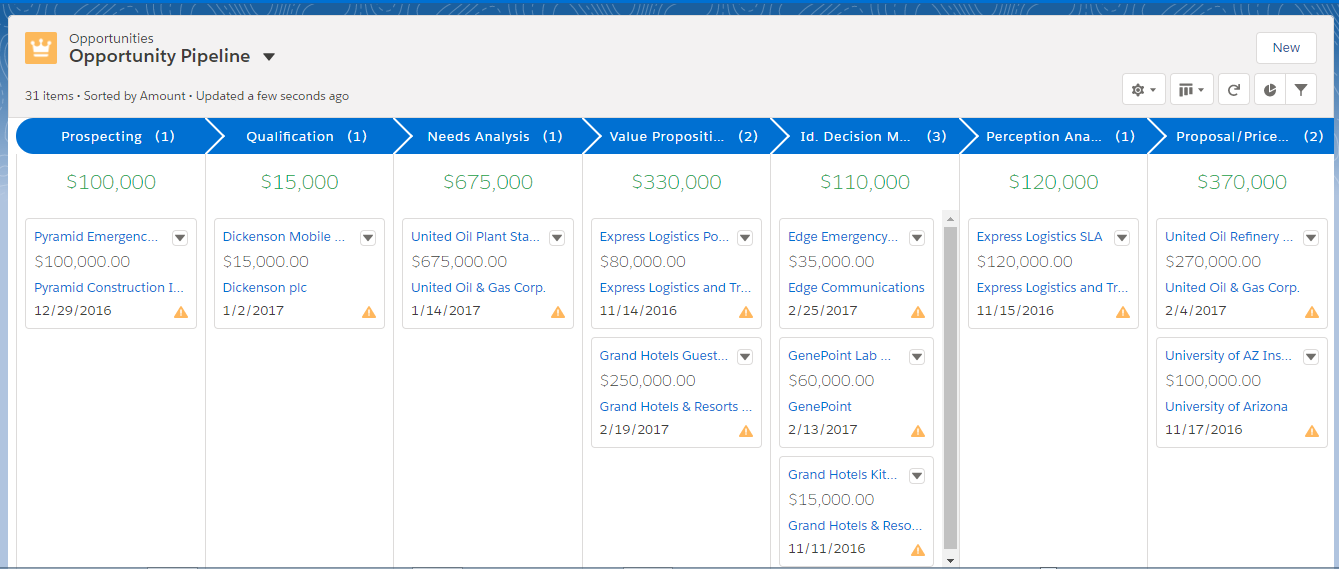 Opportunities
Opportunity Pipeline
New
31 items • Sorted by Amount • Updated a few seconds ago
Prospecting (1)
Qualification (1)
Needs Analysis (1)
Value Propositi... (2)
Id. Decision M... (3)
Perception Ana... (1)
Proposal/Price... (2)
$100,000
$15,000
$675,000
$330,000
$110,000
$120,000
$370,000
Pyramid Emergenc...
$100,000.00
Pyramid Construction I...
12/29/2016
Dickenson Mobile ...
$15,000.00
Dickenson plc
1/2/2017
United Oil Plant Sta...
$675,000.00
United Oil & Gas Corp.
1/14/2017
Express Logistics Po...
$80,000.00
Express Logistics and Tr...
11/14/2016
Grand Hotels Guest...
$250,000.00
Grand Hotels & Resorts ...
2/19/2017
Edge Emergency...
$35,000.00
Edge Communications
2/25/2017
GenePoint Lab ...
$60,000.00
GenePoint
2/13/2017
Grand Hotels Kit...
$15,000.00
Grand Hotels & Reso...
11/11/2016
Express Logistics SLA
$120,000.00
Express Logistics and Tr...
11/15/2016
United Oil Refinery ...
$270,000.00
United Oil & Gas Corp.
2/4/2017
University of AZ Ins...
$100,000.00
University of Arizona
11/17/2016